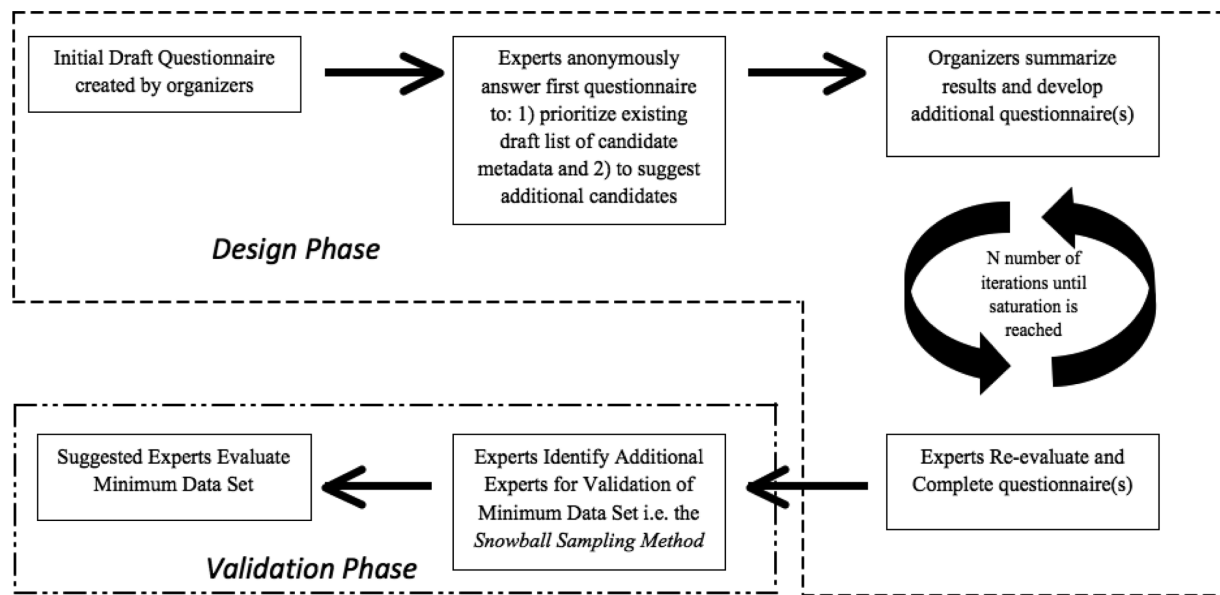 Initial Draft Questionnaire
created by organizers
Experts anonymously
answer first questionnaire
to: 1) prioritize existing
draft list of candidate
metadata and 2) to suggest
additional candidates
Organizers summarize
results and develop
additional questionnaire(s)
Design Phase
N number of
iterations until
saturation is
reached
Experts Re-evaluate and
Complete questionnaire(s)
Experts Identify Additional
Experts for Validation of
Minimum Data Set i.e. the
Snowball Sampling Method
Suggested Experts Evaluate
Minimum Data Set
Validation Phase